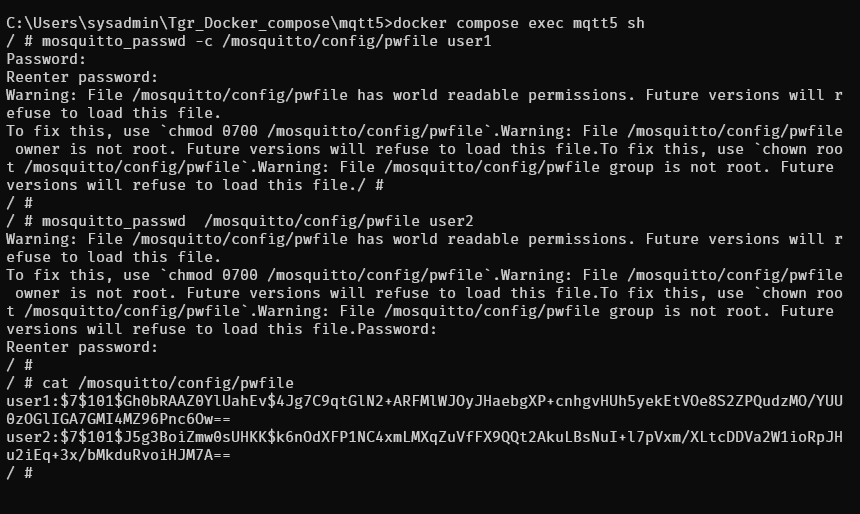 C:\Users\sysadmin\Tgr_Docker_compose\mqtt5>docker compose exec mqtt5 sh
/ # mosquitto_passwd -c /mosquitto/config/pwfile user1
Password:
Reenter password:
Warning: File /mosquitto/config/pwfile has world readable permissions. Future versions will r
efuse to load this file.
To fix this, use `chmod 0700 /mosquitto/config/pwfile`.Warning: File /mosquitto/config/pwfile
 owner is not root. Future versions will refuse to load this file.To fix this, use `chown roo
t /mosquitto/config/pwfile`.Warning: File /mosquitto/config/pwfile group is not root. Future
versions will refuse to load this file./ #
/ #
/ # mosquitto_passwd  /mosquitto/config/pwfile user2
Warning: File /mosquitto/config/pwfile has world readable permissions. Future versions will r
efuse to load this file.
To fix this, use `chmod 0700 /mosquitto/config/pwfile`.Warning: File /mosquitto/config/pwfile
 owner is not root. Future versions will refuse to load this file.To fix this, use `chown roo
t /mosquitto/config/pwfile`.Warning: File /mosquitto/config/pwfile group is not root. Future
versions will refuse to load this file.Password:
Reenter password:
/ #
/ # cat /mosquitto/config/pwfile
user1:$7$101$Gh0bRAAZ0YlUahEv$4Jg7C9qtGlN2+ARFMlWJOyJHaebgXP+cnhgvHUh5yekEtVOe8S2ZPQudzMO/YUU
0zOGlIGA7GMI4MZ96Pnc6Ow==
user2:$7$101$J5g3BoiZmw0sUHKK$k6nOdXFP1NC4xmLMXqZuVfFX9QQt2AkuLBsNuI+l7pVxm/XLtcDDVa2W1ioRpJH
u2iEq+3x/bMkduRvoiHJM7A==
/ #